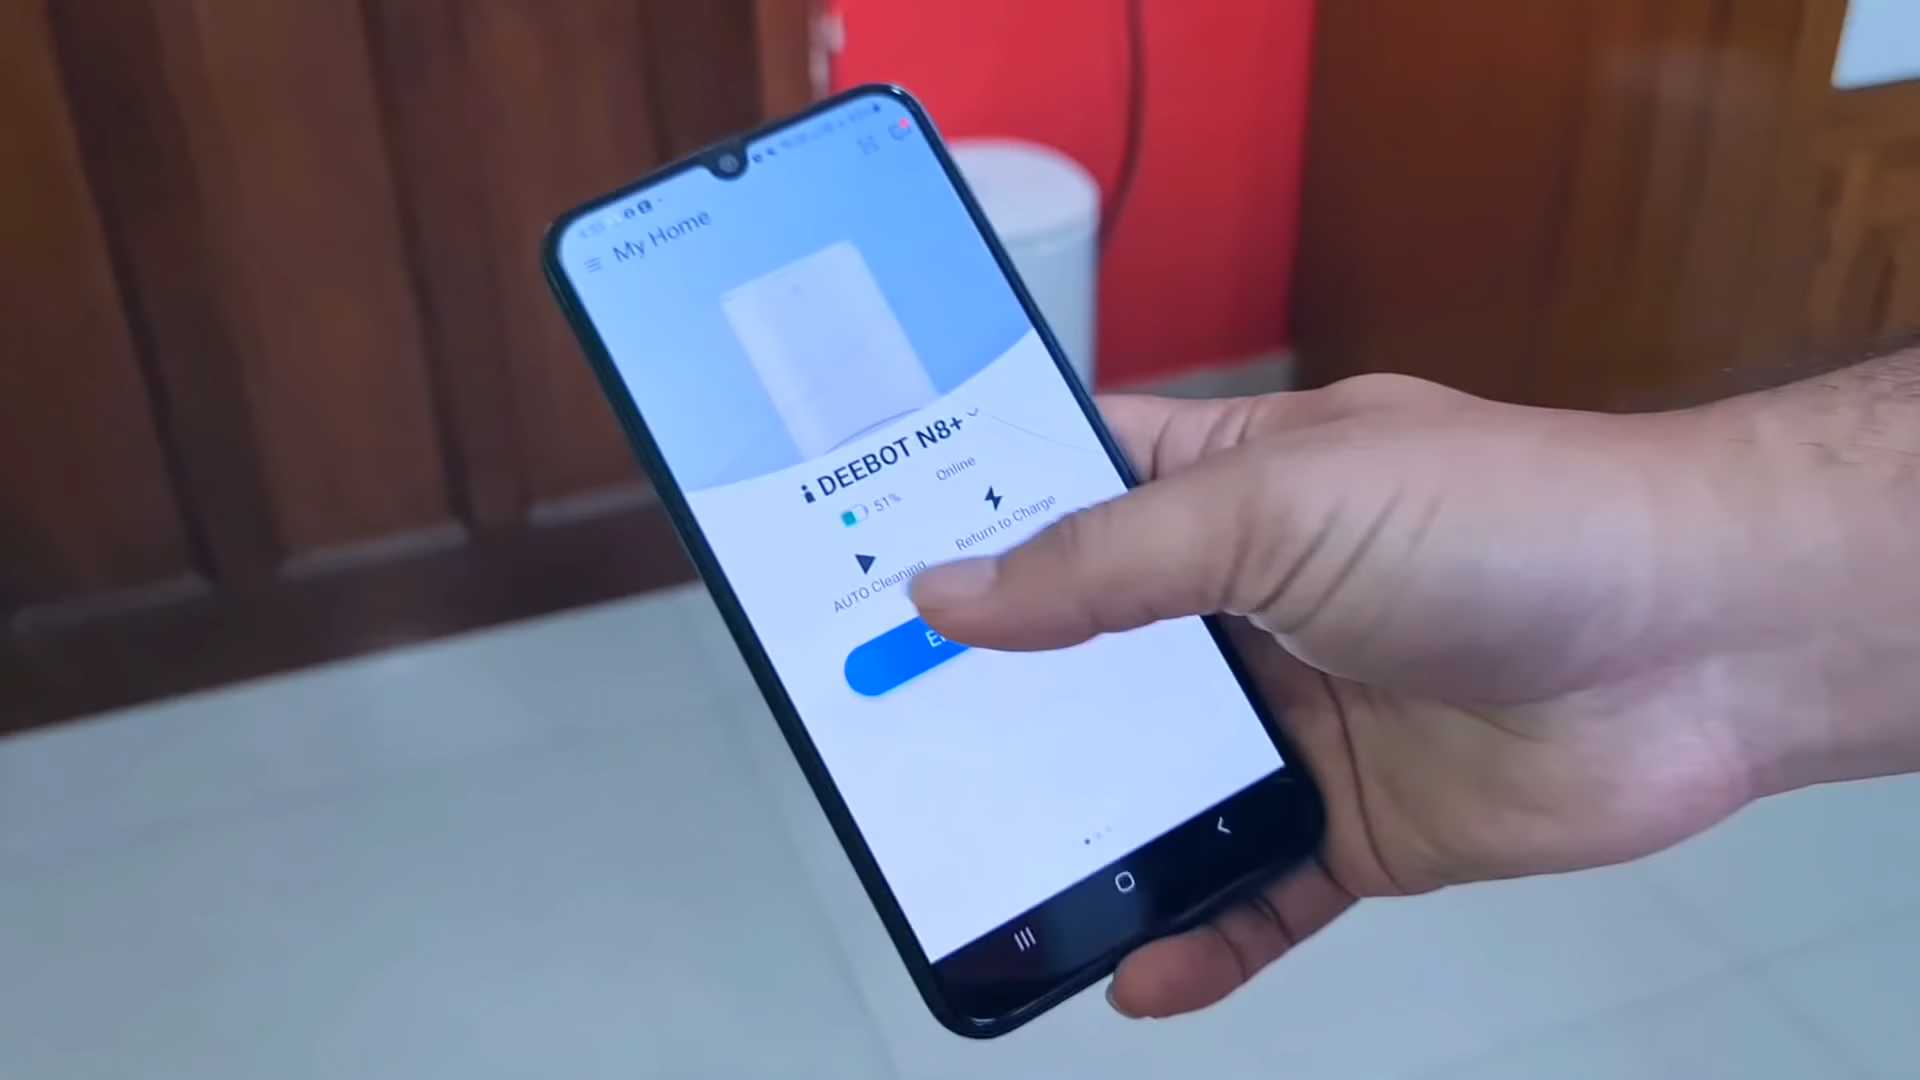 My Home
DEEBOT N8+
51%
Online
AUTO Cleaning
Return to Charge